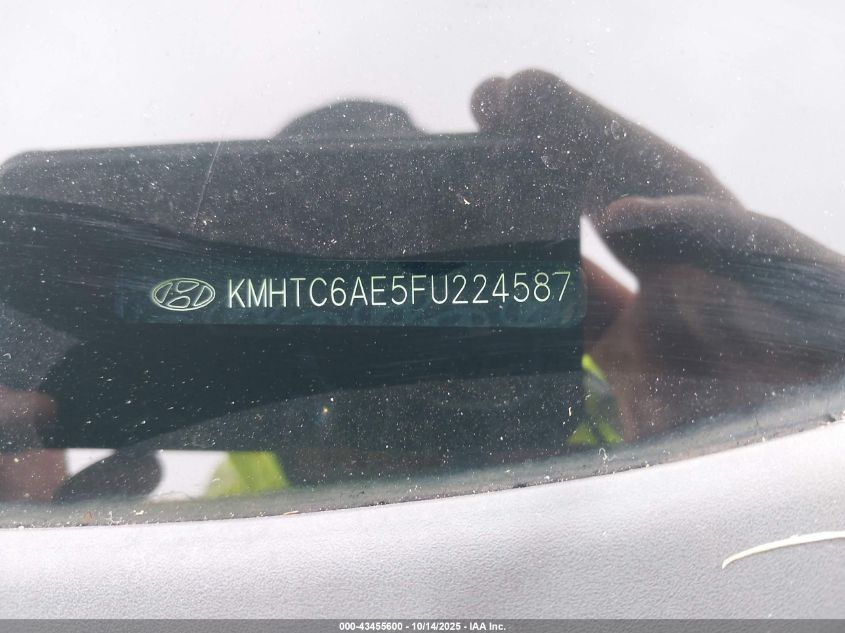 KMHTC6AE5FU224587
000-43455600 - 10/14/2025 - IAA Inc.